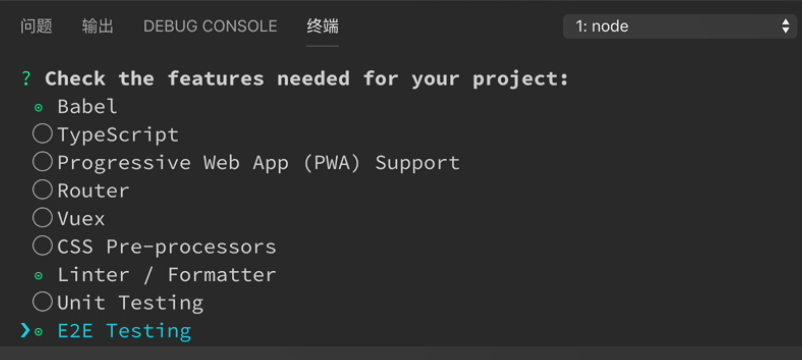 问题 输出 DEBUG CONSOLE 终端 1: node
? Check the features needed for your project:
Babel
TypeScript
Progressive Web App (PWA) Support
Router
Vuex
CSS Pre-processors
Linter / Formatter
Unit Testing
❯ E2E Testing